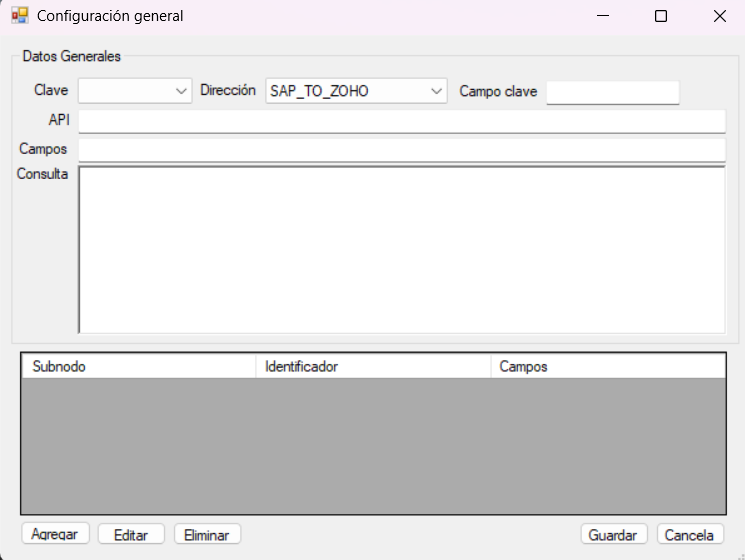 Configuración general
Datos Generales
Clave Dirección SAP_TO_ZOHO Campo clave
API
Campos
Consulta
Subnodo Identificador Campos
Agregar Editar Eliminar Guardar Cancela